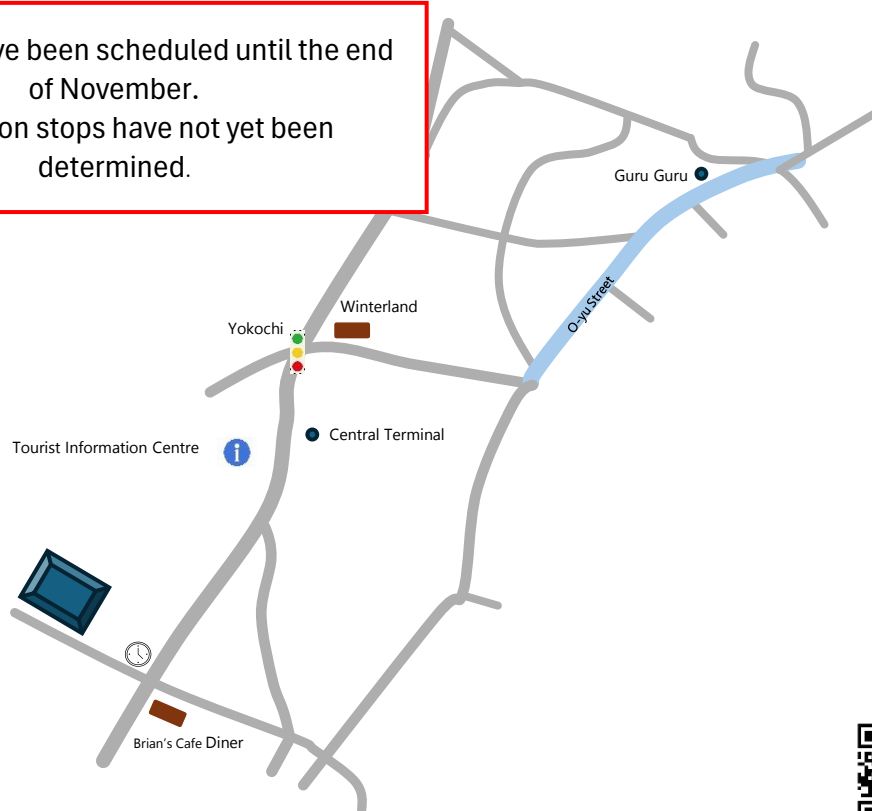 ve been scheduled until the end
of November.
on stops have not yet been
determined.
Guru Guru
O-yu Street
Winterland
Yokochi
Central Terminal
Tourist Information Centre
i
Brian's Cafe Diner